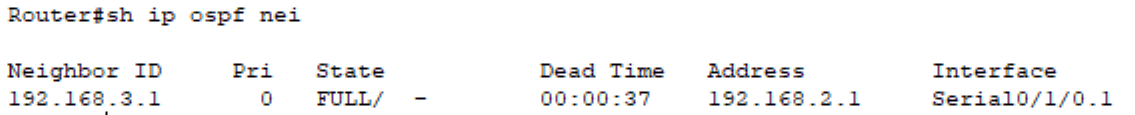 Router#sh ip ospf nei
Neighbor ID Pri State Dead Time Address Interface
192.168.3.1 0 FULL/ - 00:00:37 192.168.2.1 Serial0/1/0.1